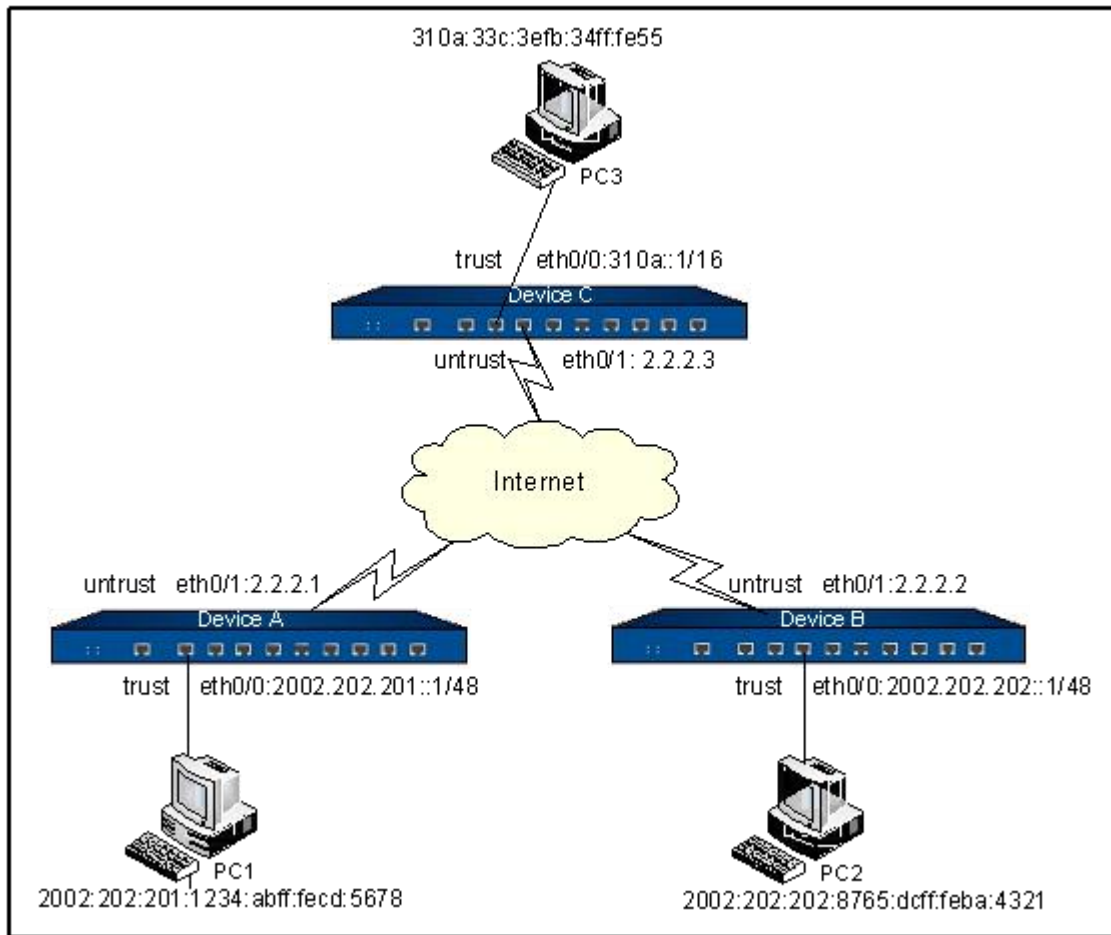 310a:33c:3efb:34ff:fe55
PC3
trust eth0/0:310a::1/16
Device C
untrust eth0/1: 2.2.2.3
Internet
untrust eth0/1:2.2.2.1
untrust eth0/1:2.2.2.2
Device A
Device B
trust eth0/0:2002.202.201::1/48
trust eth0/0:2002.202.202::1/48
PC1
PC2
2002:202:201:1234:abff:fecd:5678
2002:202:202:8765:dcff:feba:4321